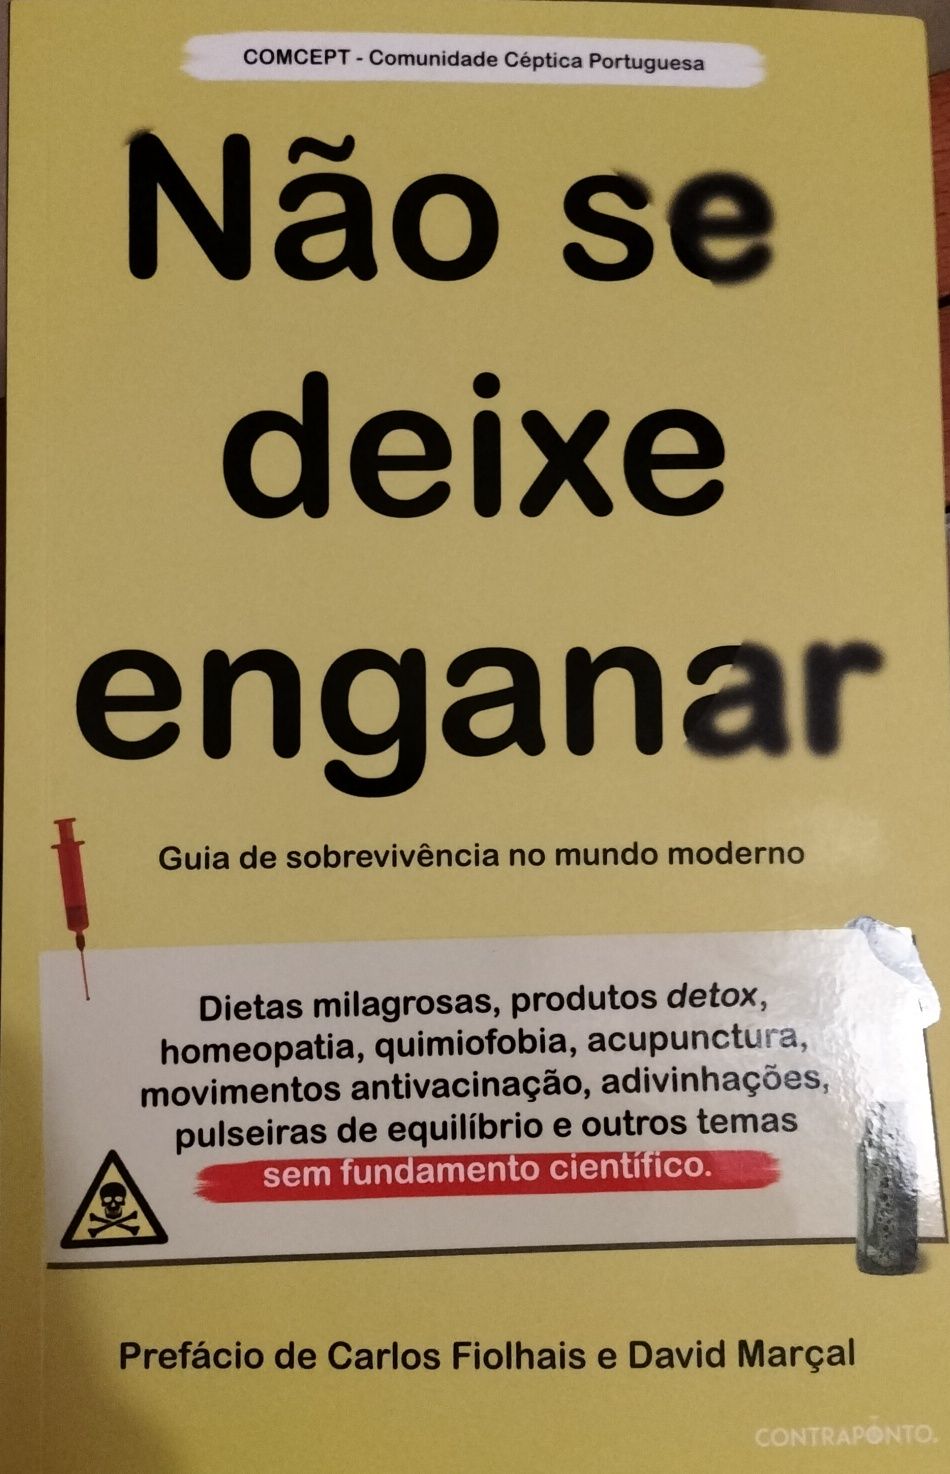 COMCEPT - Comunidade Céptica Portuguesa
Não se
deixe
enganar
Guia de sobrevivência no mundo moderno
Dietas milagrosas, produtos detox,
homeopatia, quimiofobia, acupunctura,
movimentos antivacinação, adivinhações,
pulseiras de equilíbrio e outros temas
sem fundamento científico.
Prefácio de Carlos Fiolhais e David Marçal
CONTRAPONTO.